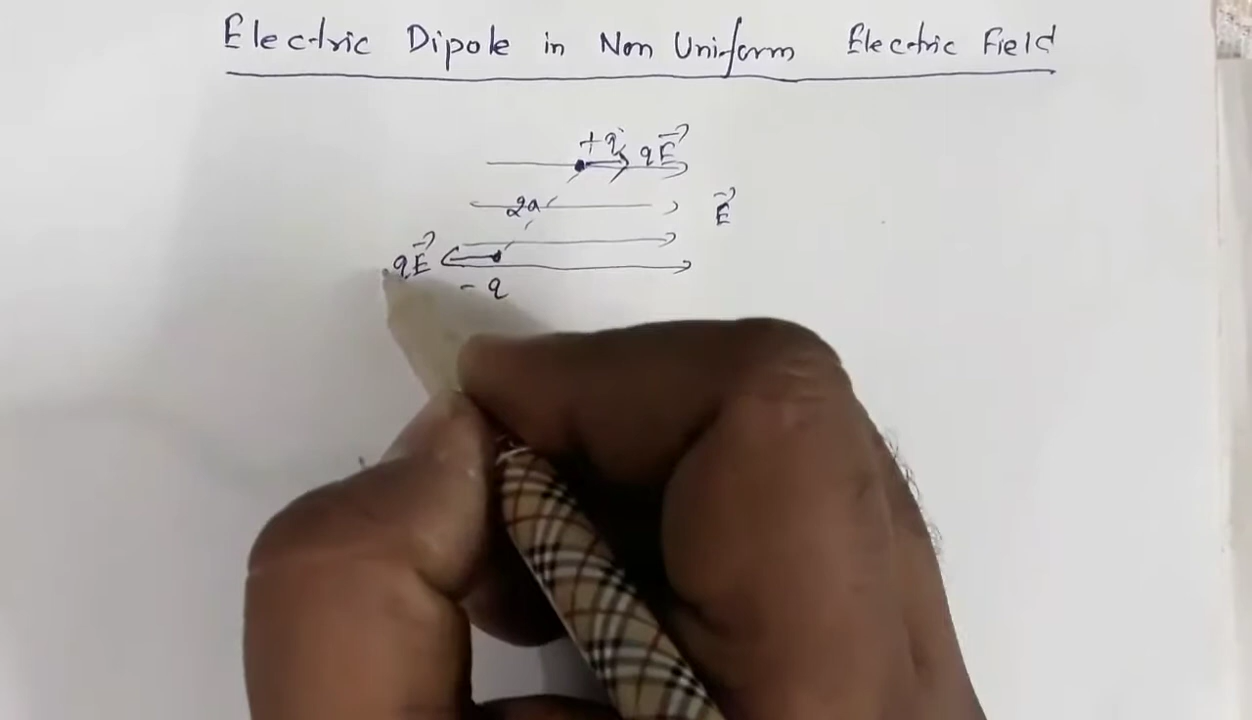 Electric Dipole in Non Uniform Electric Field
+q qE⃗
2a E⃗
qE⃗
-q